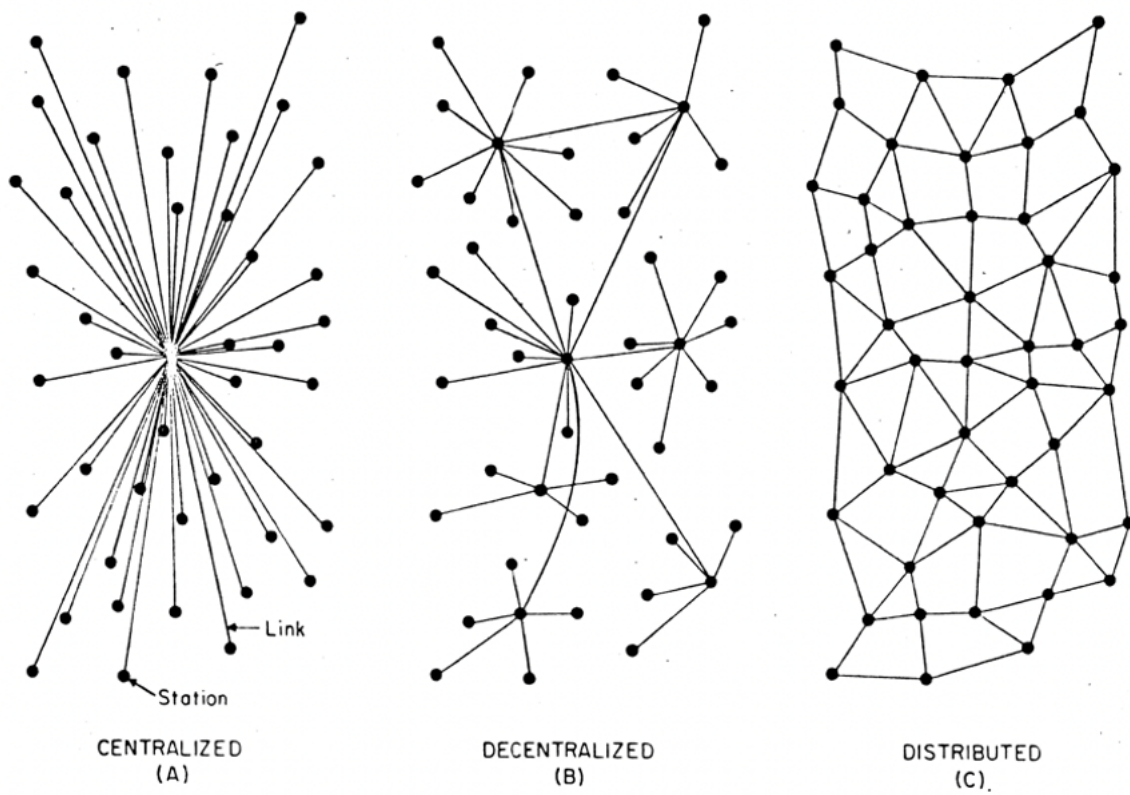 Link
Station
CENTRALIZED
(A)
DECENTRALIZED
(B)
DISTRIBUTED
(C)